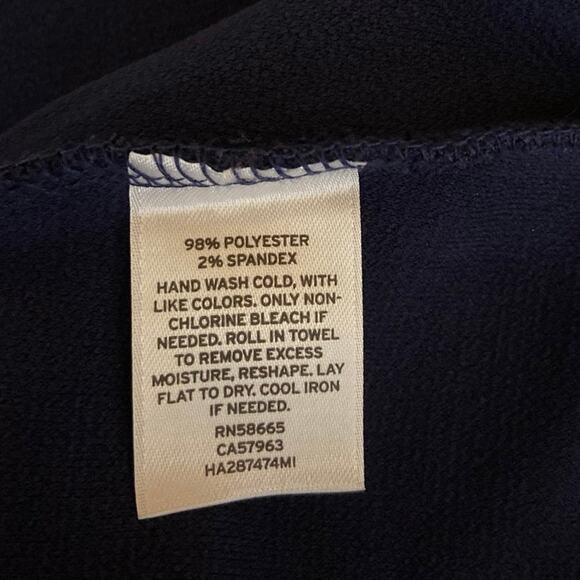 98% POLYESTER
2% SPANDEX
HAND WASH COLD, WITH
LIKE COLORS. ONLY NON-
CHLORINE BLEACH IF
NEEDED. ROLL IN TOWEL
TO REMOVE EXCESS
MOISTURE, RESHAPE. LAY
FLAT TO DRY. COOL IRON
IF NEEDED.
RN58665
CA57963
HA287474MI